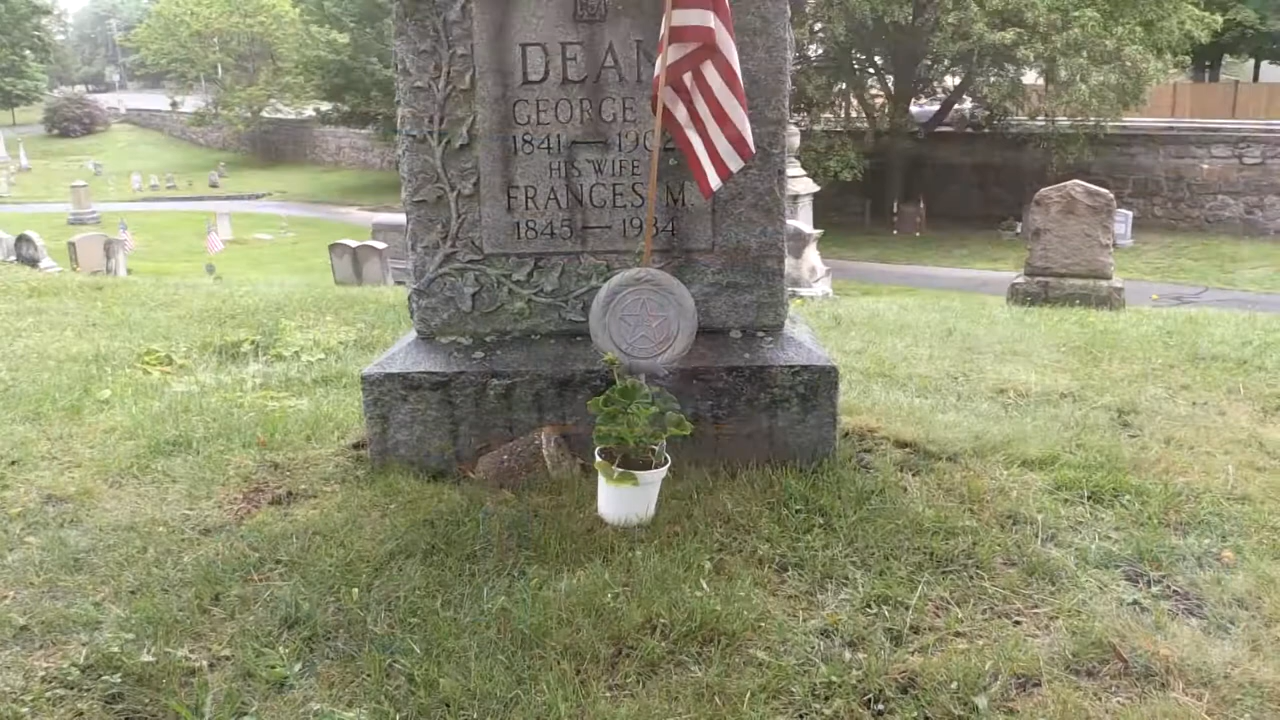 DEAN
GEORGE
1841 — 1902
HIS WIFE
FRANCES M.
1845 — 1934